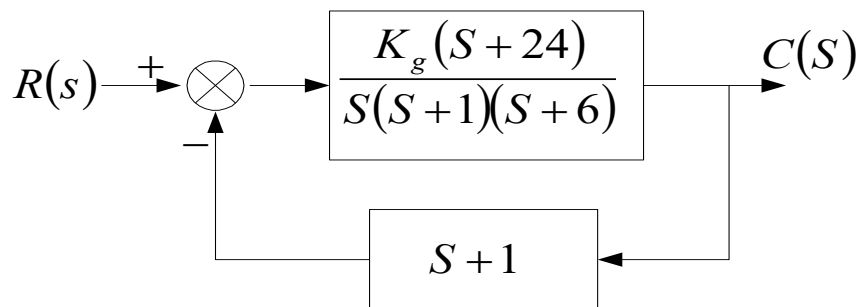 R(s)
+
−
K_g(S+24)
S(S+1)(S+6)
C(S)
S+1